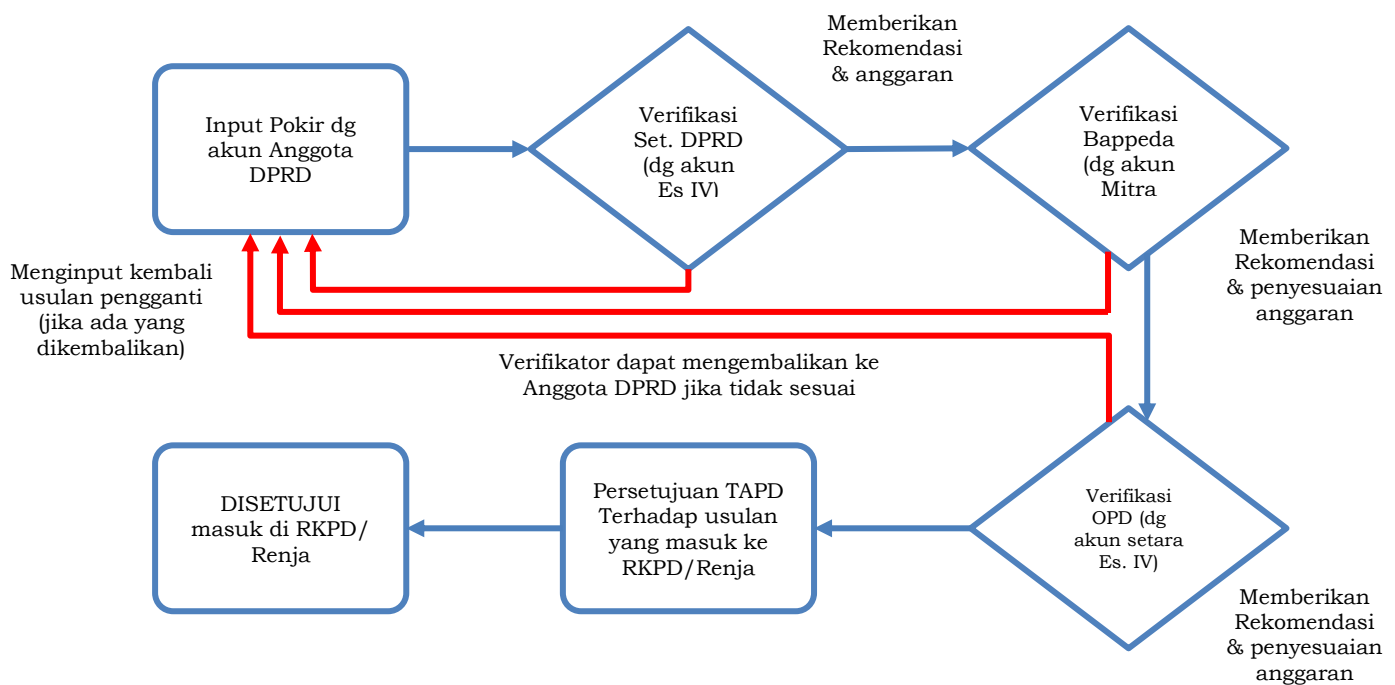 Input Pokir dg
akun Anggota
DPRD
Verifikasi
Set. DPRD
(dg akun
Es IV)
Memberikan
Rekomendasi
& anggaran
Verifikasi
Bappeda
(dg akun
Mitra
Memberikan
Rekomendasi
& penyesuaian
anggaran
Menginput kembali
usulan pengganti
(jika ada yang
dikembalikan)
Verifikator dapat mengembalikan ke
Anggota DPRD jika tidak sesuai
DISETUJUI
masuk di RKPD/
Renja
Persetujuan TAPD
Terhadap usulan
yang masuk ke
RKPD/Renja
Verifikasi
OPD (dg
akun setara
Es. IV)
Memberikan
Rekomendasi
& penyesuaian
anggaran